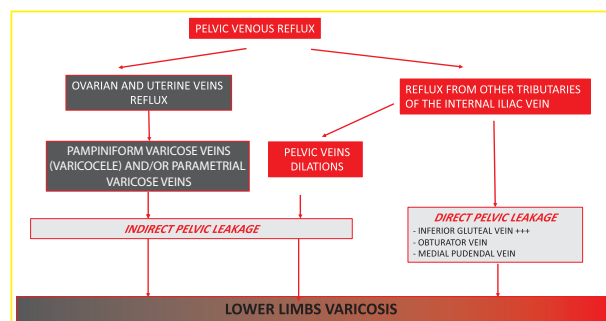 PELVIC VENOUS REFLUX
OVARIAN AND UTERINE VEINS
REFLUX
REFLUX FROM OTHER TRIBUTARIES
OF THE INTERNAL ILIAC VEIN
PAMPINIFORM VARICOSE VEINS
(VARICOCELE) AND/OR PARAMETRIAL
VARICOSE VEINS
PELVIC VEINS
DILATIONS
INDIRECT PELVIC LEAKAGE
DIRECT PELVIC LEAKAGE
- INFERIOR GLUTEAL VEIN +++
- OBTURATOR VEIN
- MEDIAL PUDENDAL VEIN
LOWER LIMBS VARICOSIS